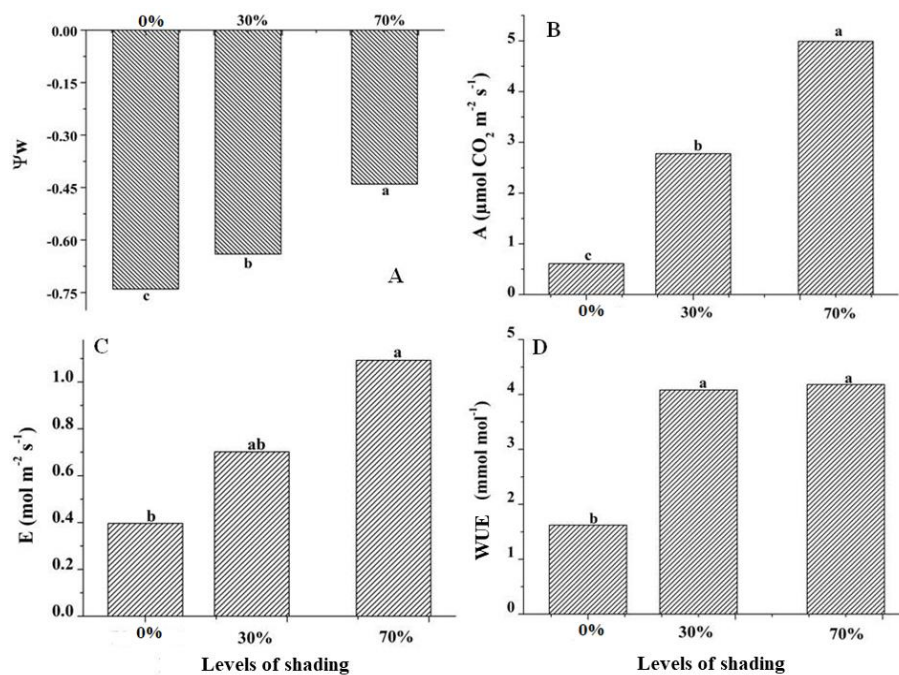 0% 30% 70%
0.00
-0.15
-0.30
-0.45
-0.60
-0.75
Ψw
c
b
a
A
B
5
4
3
2
1
0
A (μmol CO₂ m⁻² s⁻¹)
c
b
a
0% 30% 70%
C
1.0
0.8
0.6
0.4
0.2
0.0
E (mol m⁻² s⁻¹)
b
ab
a
0% 30% 70%
Levels of shading
D
5
4
3
2
1
0
WUE (mmol mol⁻¹)
b
a
a
0% 30% 70%
Levels of shading